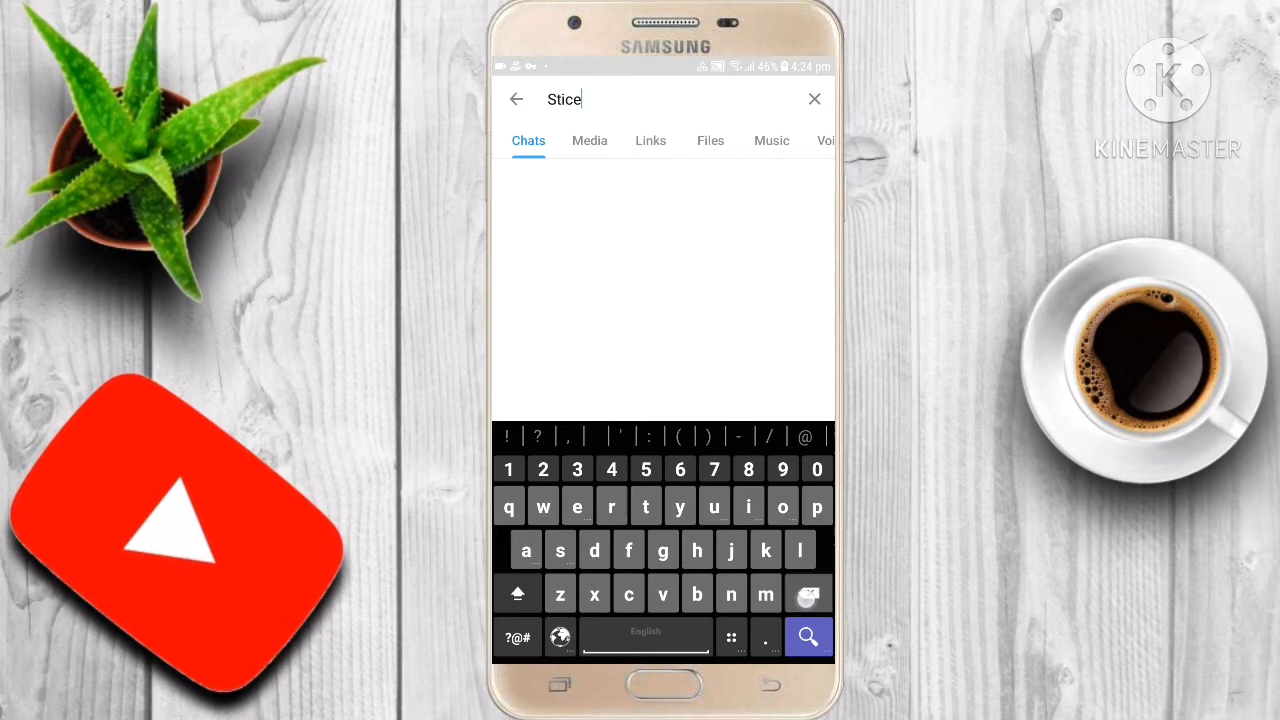 SAMSUNG
46% 4:24 pm
Stice
Chats Media Links Files Music Voi
! ? , ' : ( ) - / @
1 2 3 4 5 6 7 8 9 0
q w e r t y u i o p
a s d f g h j k l
z x c v b n m
?@# English :: .
K
KINEMASTER